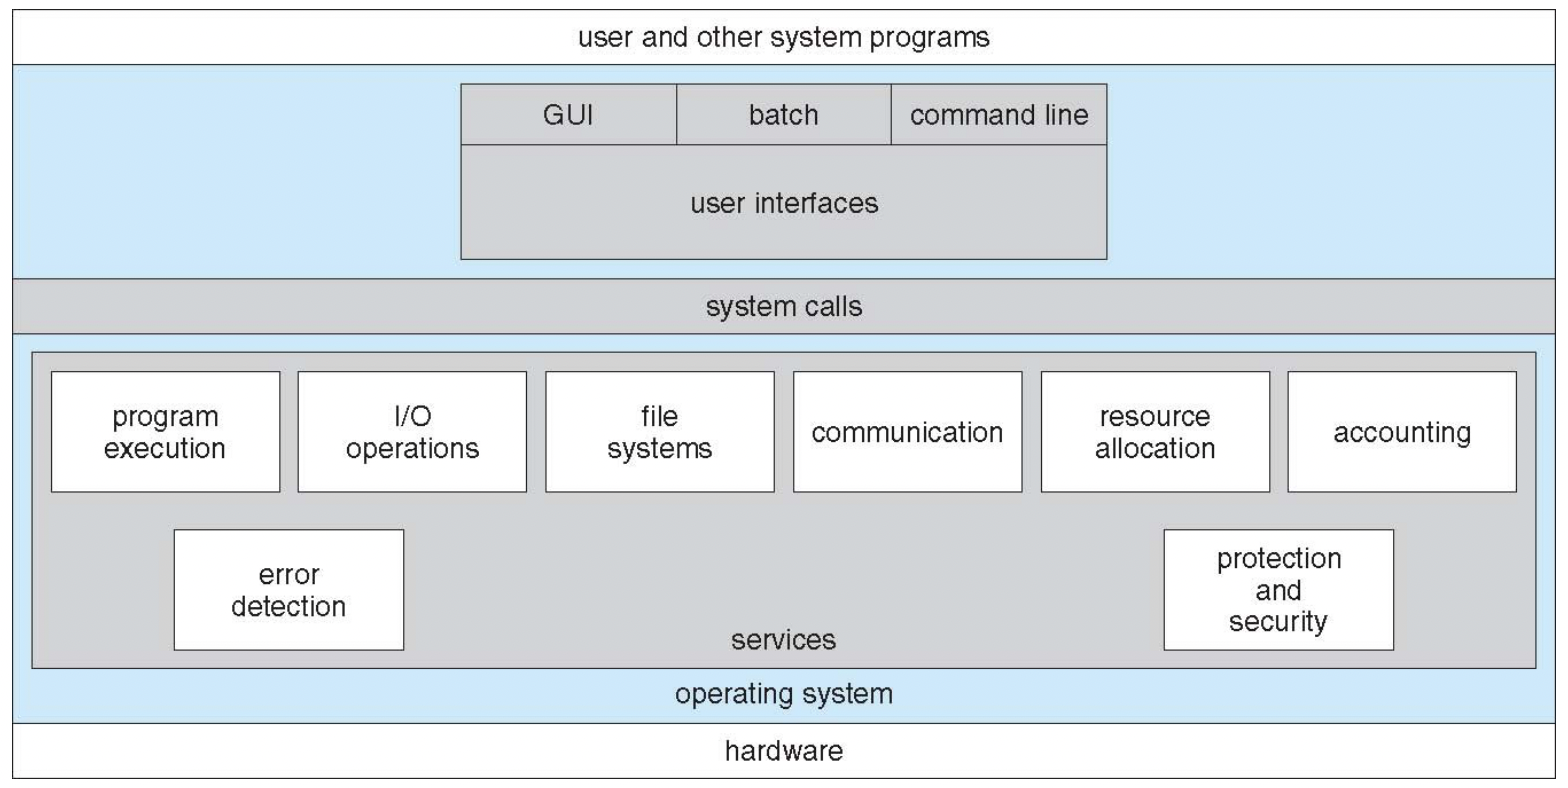 user and other system programs
GUI
batch
command line
user interfaces
system calls
program
execution
I/O
operations
file
systems
communication
resource
allocation
accounting
error
detection
protection
and
security
services
operating system
hardware